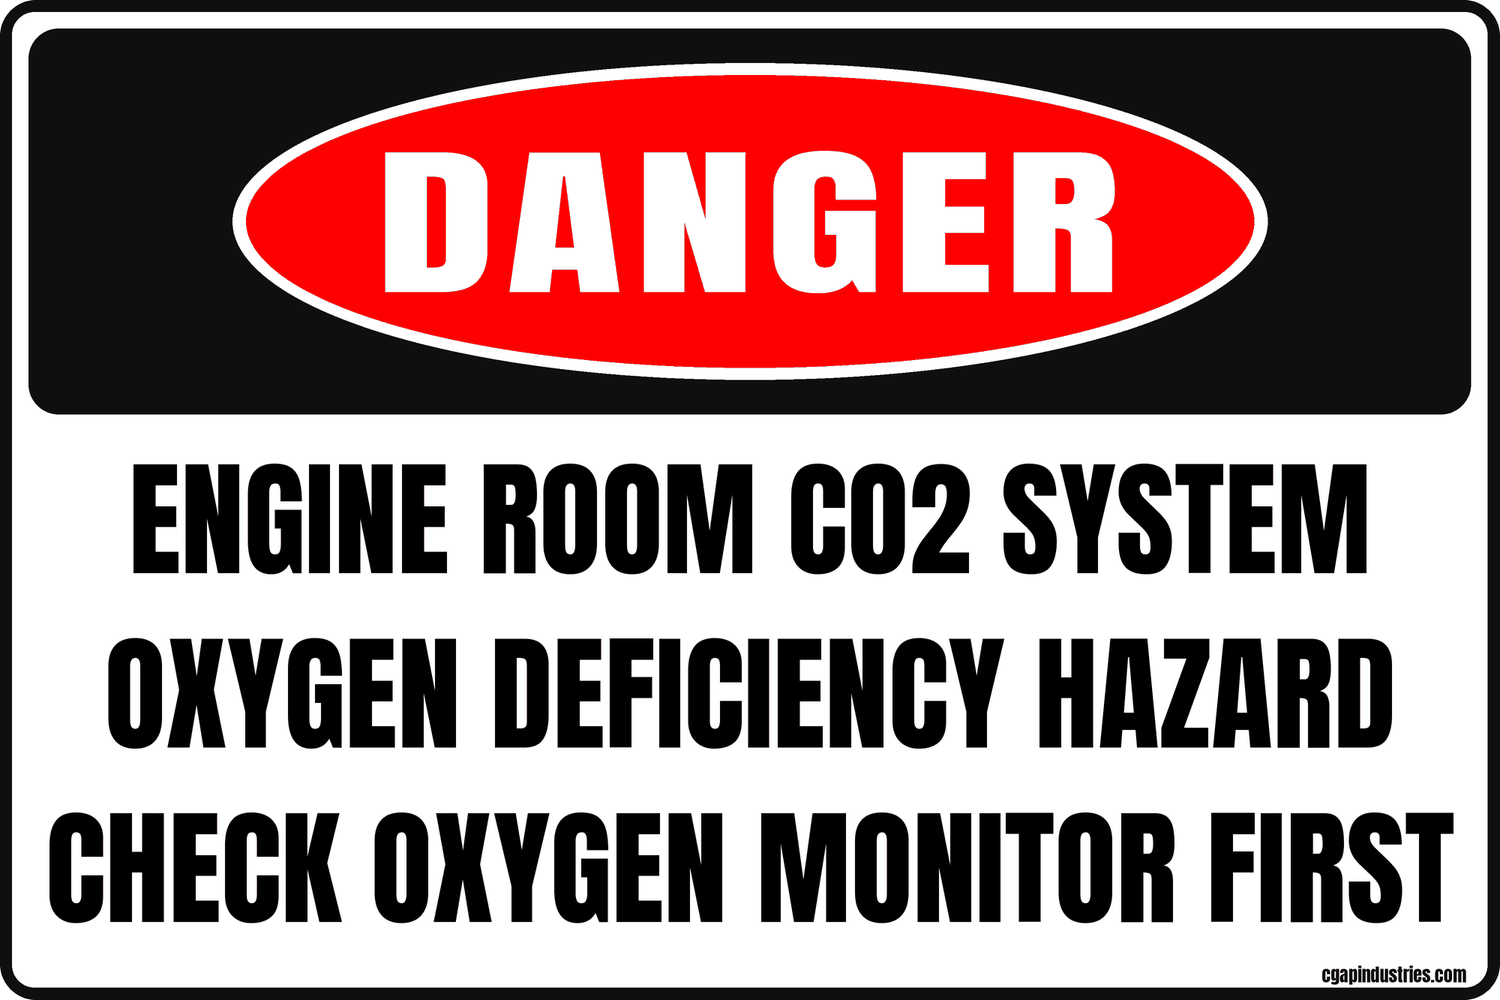 DANGER
ENGINE ROOM CO2 SYSTEM
OXYGEN DEFICIENCY HAZARD
CHECK OXYGEN MONITOR FIRST
cgapindustries.com